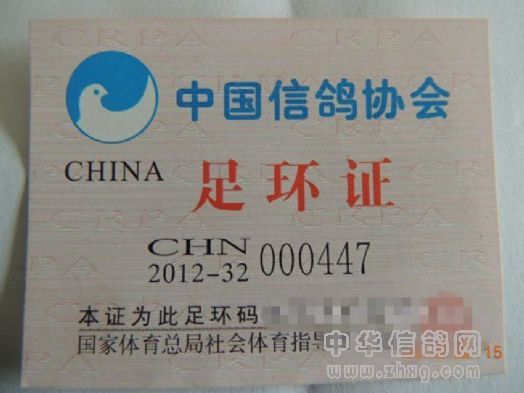 中国信鸽协会
CHINA 足环证
CHN
2012-32 000447
本证为此足环码
国家体育总局社会体育指导
中华信鸽网
www.zhxg.com
15
CRPA CRPA